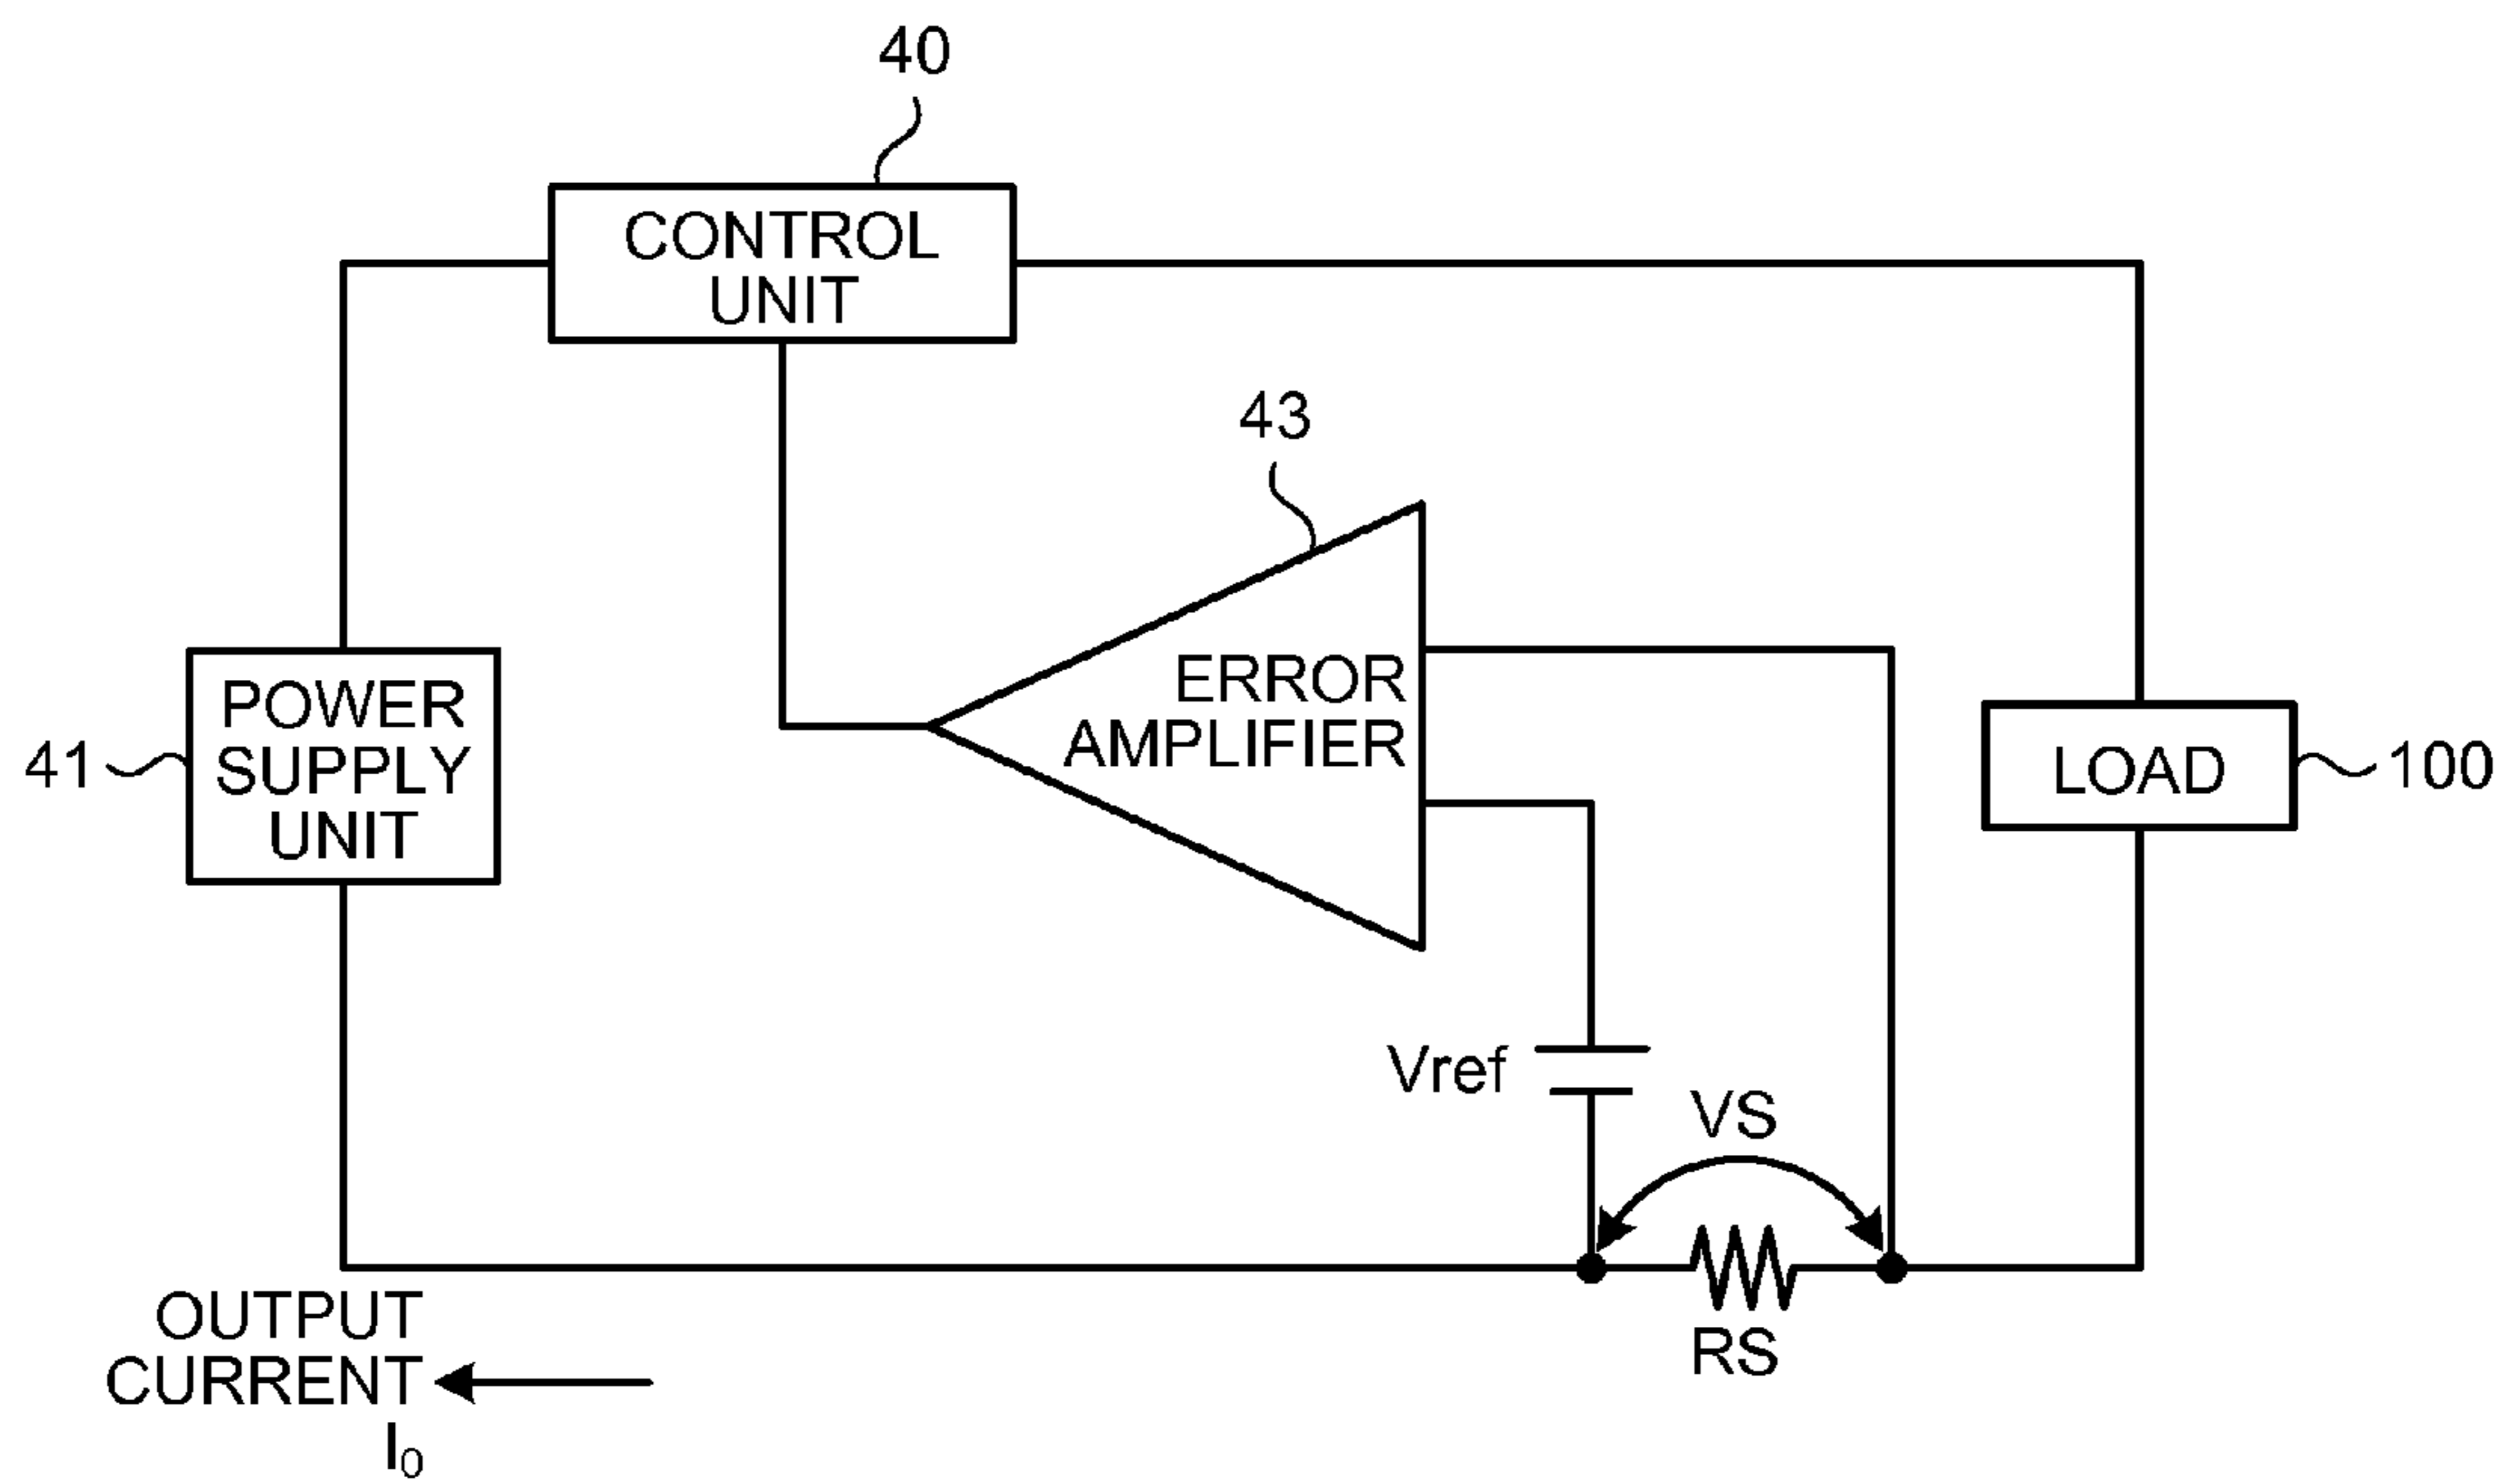 40
CONTROL
UNIT
43
ERROR
AMPLIFIER
41
POWER
SUPPLY
UNIT
LOAD
100
Vref
VS
RS
OUTPUT
CURRENT
I₀